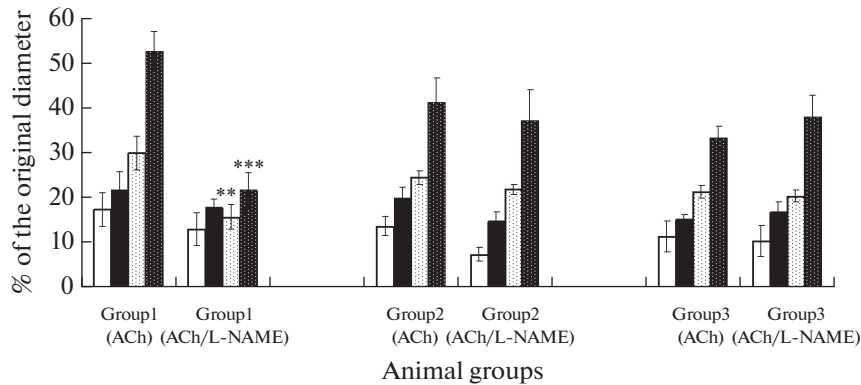 % of the original diameter
60
50
40
30
20
10
0
**
***
Group1 Group1 Group2 Group2 Group3 Group3
(ACh) (ACh/L-NAME) (ACh) (ACh/L-NAME) (ACh) (ACh/L-NAME)
Animal groups